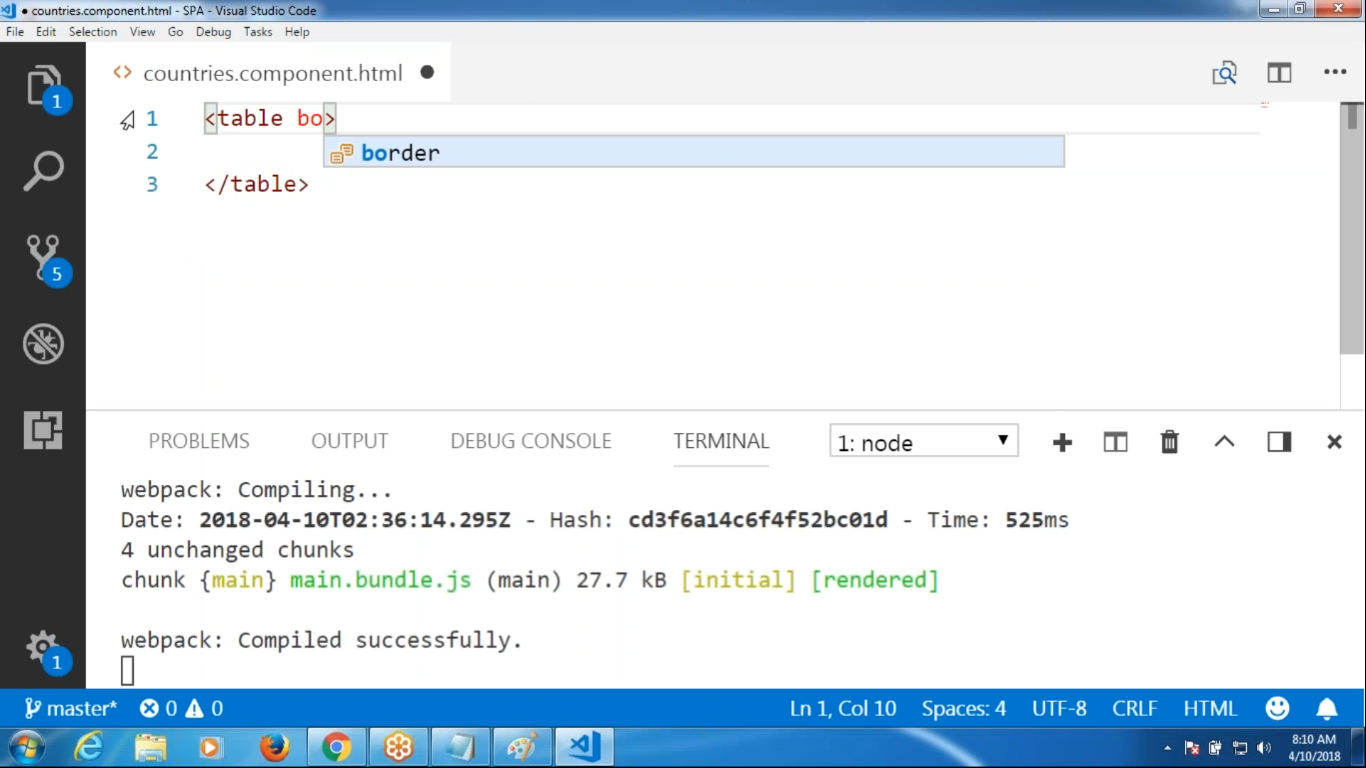 ● countries.component.html - SPA - Visual Studio Code
File Edit Selection View Go Debug Tasks Help
1
<> countries.component.html ●
1 <table bo>
border
2
3 </table>
5
PROBLEMS OUTPUT DEBUG CONSOLE TERMINAL 1: node
webpack: Compiling...
Date: 2018-04-10T02:36:14.295Z - Hash: cd3f6a14c6f4f52bc01d - Time: 525ms
4 unchanged chunks
chunk {main} main.bundle.js (main) 27.7 kB [initial] [rendered]
webpack: Compiled successfully.
1
master* 0 0 Ln 1, Col 10 Spaces: 4 UTF-8 CRLF HTML
8:10 AM
4/10/2018